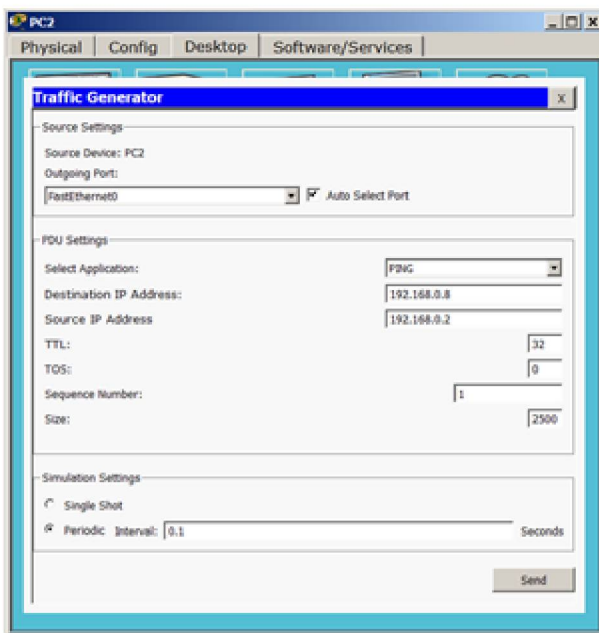 PC2
Physical Config Desktop Software/Services
Traffic Generator X
Source Settings
Source Device: PC2
Outgoing Port:
FastEthernet0 Auto Select Port
PDU Settings
Select Application: PING
Destination IP Address: 192.168.0.8
Source IP Address 192.168.0.2
TTL: 32
TOS: 0
Sequence Number: 1
Size: 2500
Simulation Settings
Single Shot
Periodic Interval: 0.1 Seconds
Send